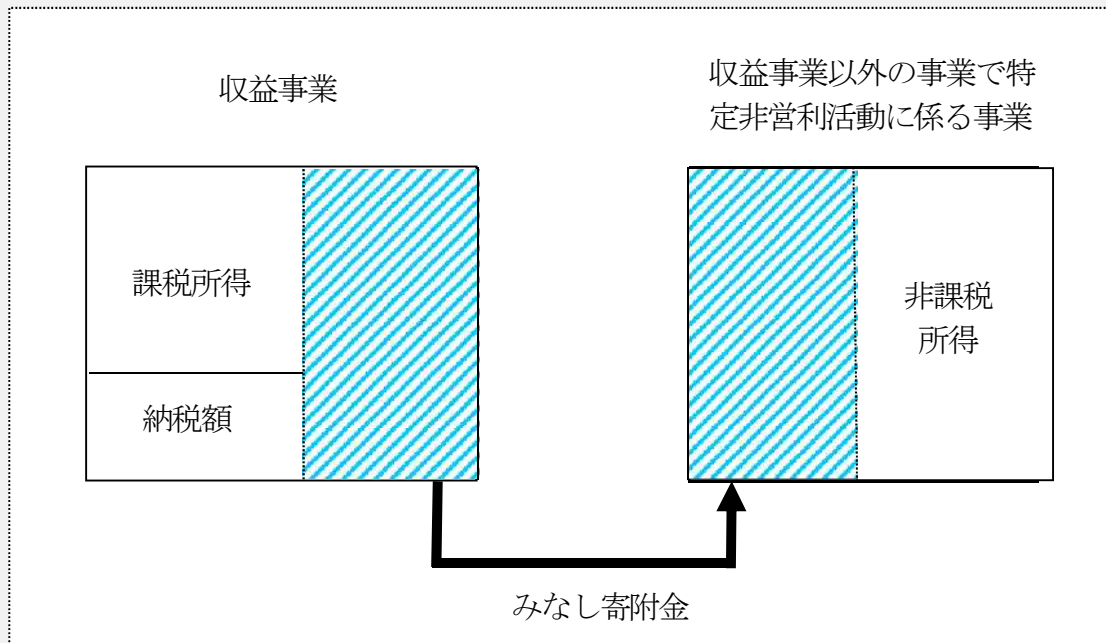 収益事業
収益事業以外の事業で特
定非営利活動に係る事業
課税所得
納税額
非課税
所得
みなし寄附金